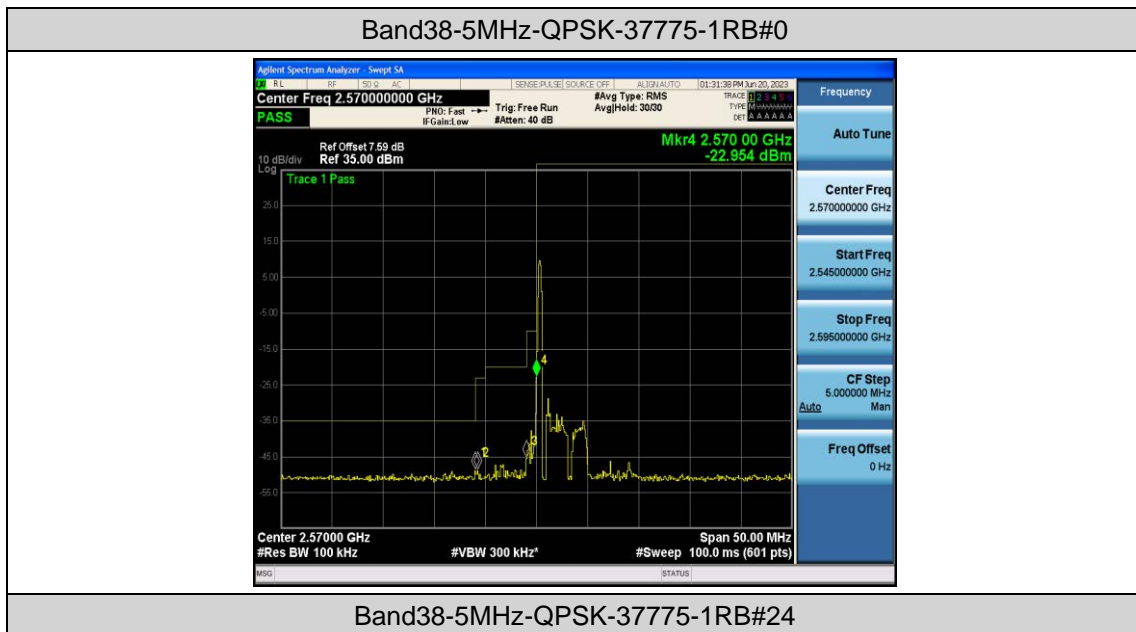 Band38-5MHz-QPSK-37775-1RB#0
Agilent Spectrum Analyzer - Swept SA
RL RF 50 Ω AC SENSE:PULSE SOURCE OFF ALIGN AUTO 01:31:38 PM Jun 20, 2023
Center Freq 2.570000000 GHz
PASS
PNO: Fast
IFGain:Low
Trig: Free Run
#Atten: 40 dB
#Avg Type: RMS
Avg|Hold: 30/30
TRACE 1 2 3 4 5 6
TYPE M
DET A A A A A A
Ref Offset 7.59 dB
10 dB/div Ref 35.00 dBm
Log
Mkr4 2.570 00 GHz
-22.954 dBm
Trace 1 Pass
25.0
15.0
5.00
-5.00
-15.0
-25.0
-35.0
-45.0
-55.0
2
3
4
Center 2.57000 GHz Span 50.00 MHz
#Res BW 100 kHz #VBW 300 kHz* #Sweep 100.0 ms (601 pts)
MSG STATUS
Frequency
Auto Tune
Center Freq
2.570000000 GHz
Start Freq
2.545000000 GHz
Stop Freq
2.595000000 GHz
CF Step
5.000000 MHz
Auto Man
Freq Offset
0 Hz
Band38-5MHz-QPSK-37775-1RB#24